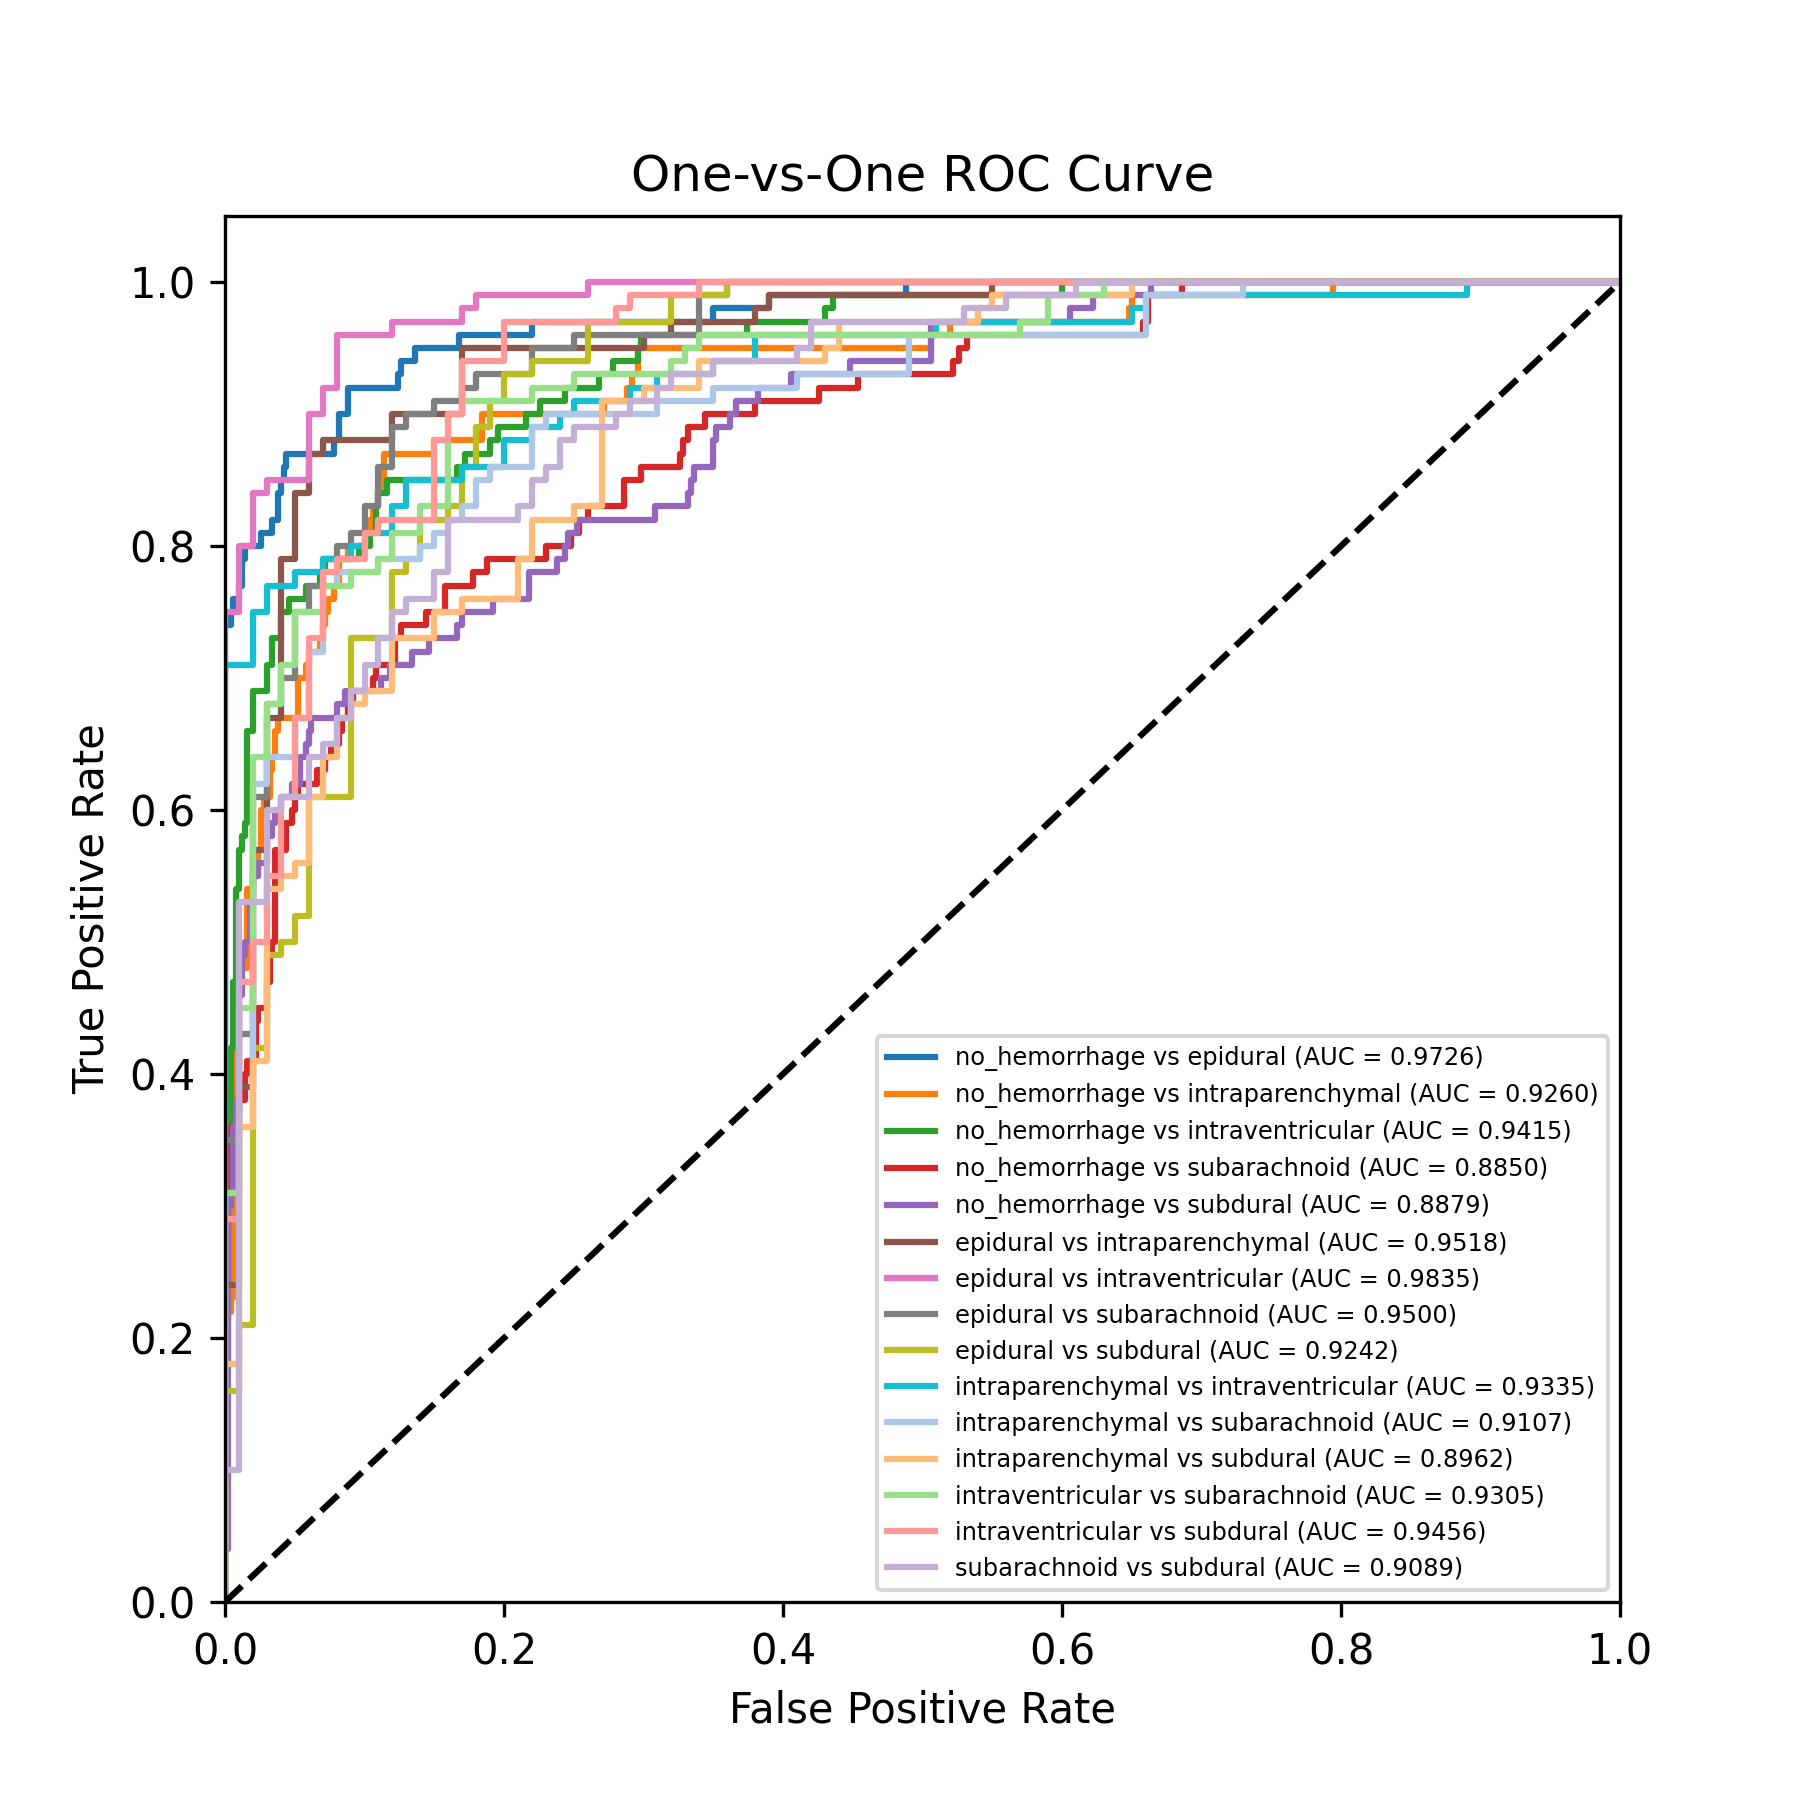 One-vs-One ROC Curve
1.0
0.8
0.6
0.4
0.2
0.0
True Positive Rate
no_hemorrhage vs epidural (AUC = 0.9726)
no_hemorrhage vs intraparenchymal (AUC = 0.9260)
no_hemorrhage vs intraventricular (AUC = 0.9415)
no_hemorrhage vs subarachnoid (AUC = 0.8850)
no_hemorrhage vs subdural (AUC = 0.8879)
epidural vs intraparenchymal (AUC = 0.9518)
epidural vs intraventricular (AUC = 0.9835)
epidural vs subarachnoid (AUC = 0.9500)
epidural vs subdural (AUC = 0.9242)
intraparenchymal vs intraventricular (AUC = 0.9335)
intraparenchymal vs subarachnoid (AUC = 0.9107)
intraparenchymal vs subdural (AUC = 0.8962)
intraventricular vs subarachnoid (AUC = 0.9305)
intraventricular vs subdural (AUC = 0.9456)
subarachnoid vs subdural (AUC = 0.9089)
0.0 0.2 0.4 0.6 0.8 1.0
False Positive Rate